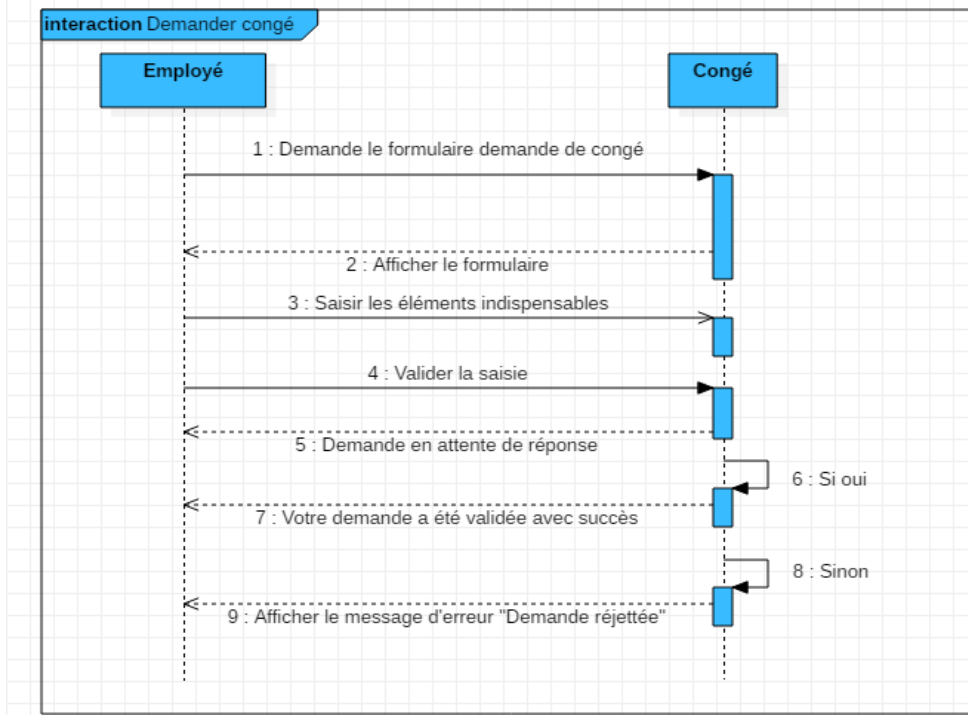 interaction Demander congé
Employé
Congé
1 : Demande le formulaire demande de congé
2 : Afficher le formulaire
3 : Saisir les éléments indispensables
4 : Valider la saisie
5 : Demande en attente de réponse
6 : Si oui
7 : Votre demande a été validée avec succès
8 : Sinon
9 : Afficher le message d'erreur "Demande réjettée"